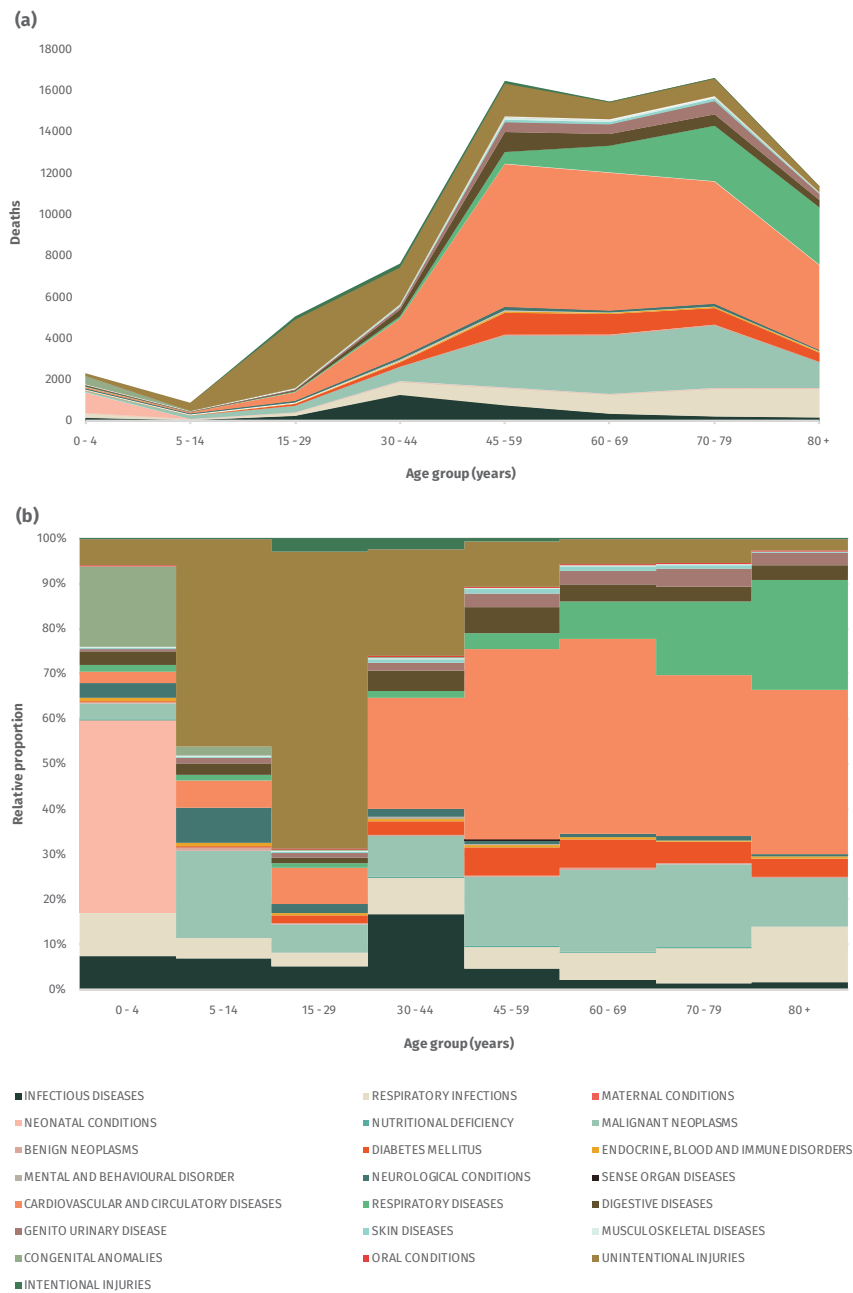 (a)
18000
16000
14000
12000
10000
8000
6000
4000
2000
0
Deaths
0 - 4 5 - 14 15 - 29 30 - 44 45 - 59 60 - 69 70 - 79 80 +
Age group (years)
(b)
100%
90%
80%
70%
60%
50%
40%
30%
20%
10%
0%
Relative proportion
0 - 4 5 - 14 15 - 29 30 - 44 45 - 59 60 - 69 70 - 79 80 +
Age group (years)
INFECTIOUS DISEASES RESPIRATORY INFECTIONS MATERNAL CONDITIONS
NEONATAL CONDITIONS NUTRITIONAL DEFICIENCY MALIGNANT NEOPLASMS
BENIGN NEOPLASMS DIABETES MELLITUS ENDOCRINE, BLOOD AND IMMUNE DISORDERS
MENTAL AND BEHAVIOURAL DISORDER NEUROLOGICAL CONDITIONS SENSE ORGAN DISEASES
CARDIOVASCULAR AND CIRCULATORY DISEASES RESPIRATORY DISEASES DIGESTIVE DISEASES
GENITO URINARY DISEASE SKIN DISEASES MUSCULOSKELETAL DISEASES
CONGENITAL ANOMALIES ORAL CONDITIONS UNINTENTIONAL INJURIES
INTENTIONAL INJURIES